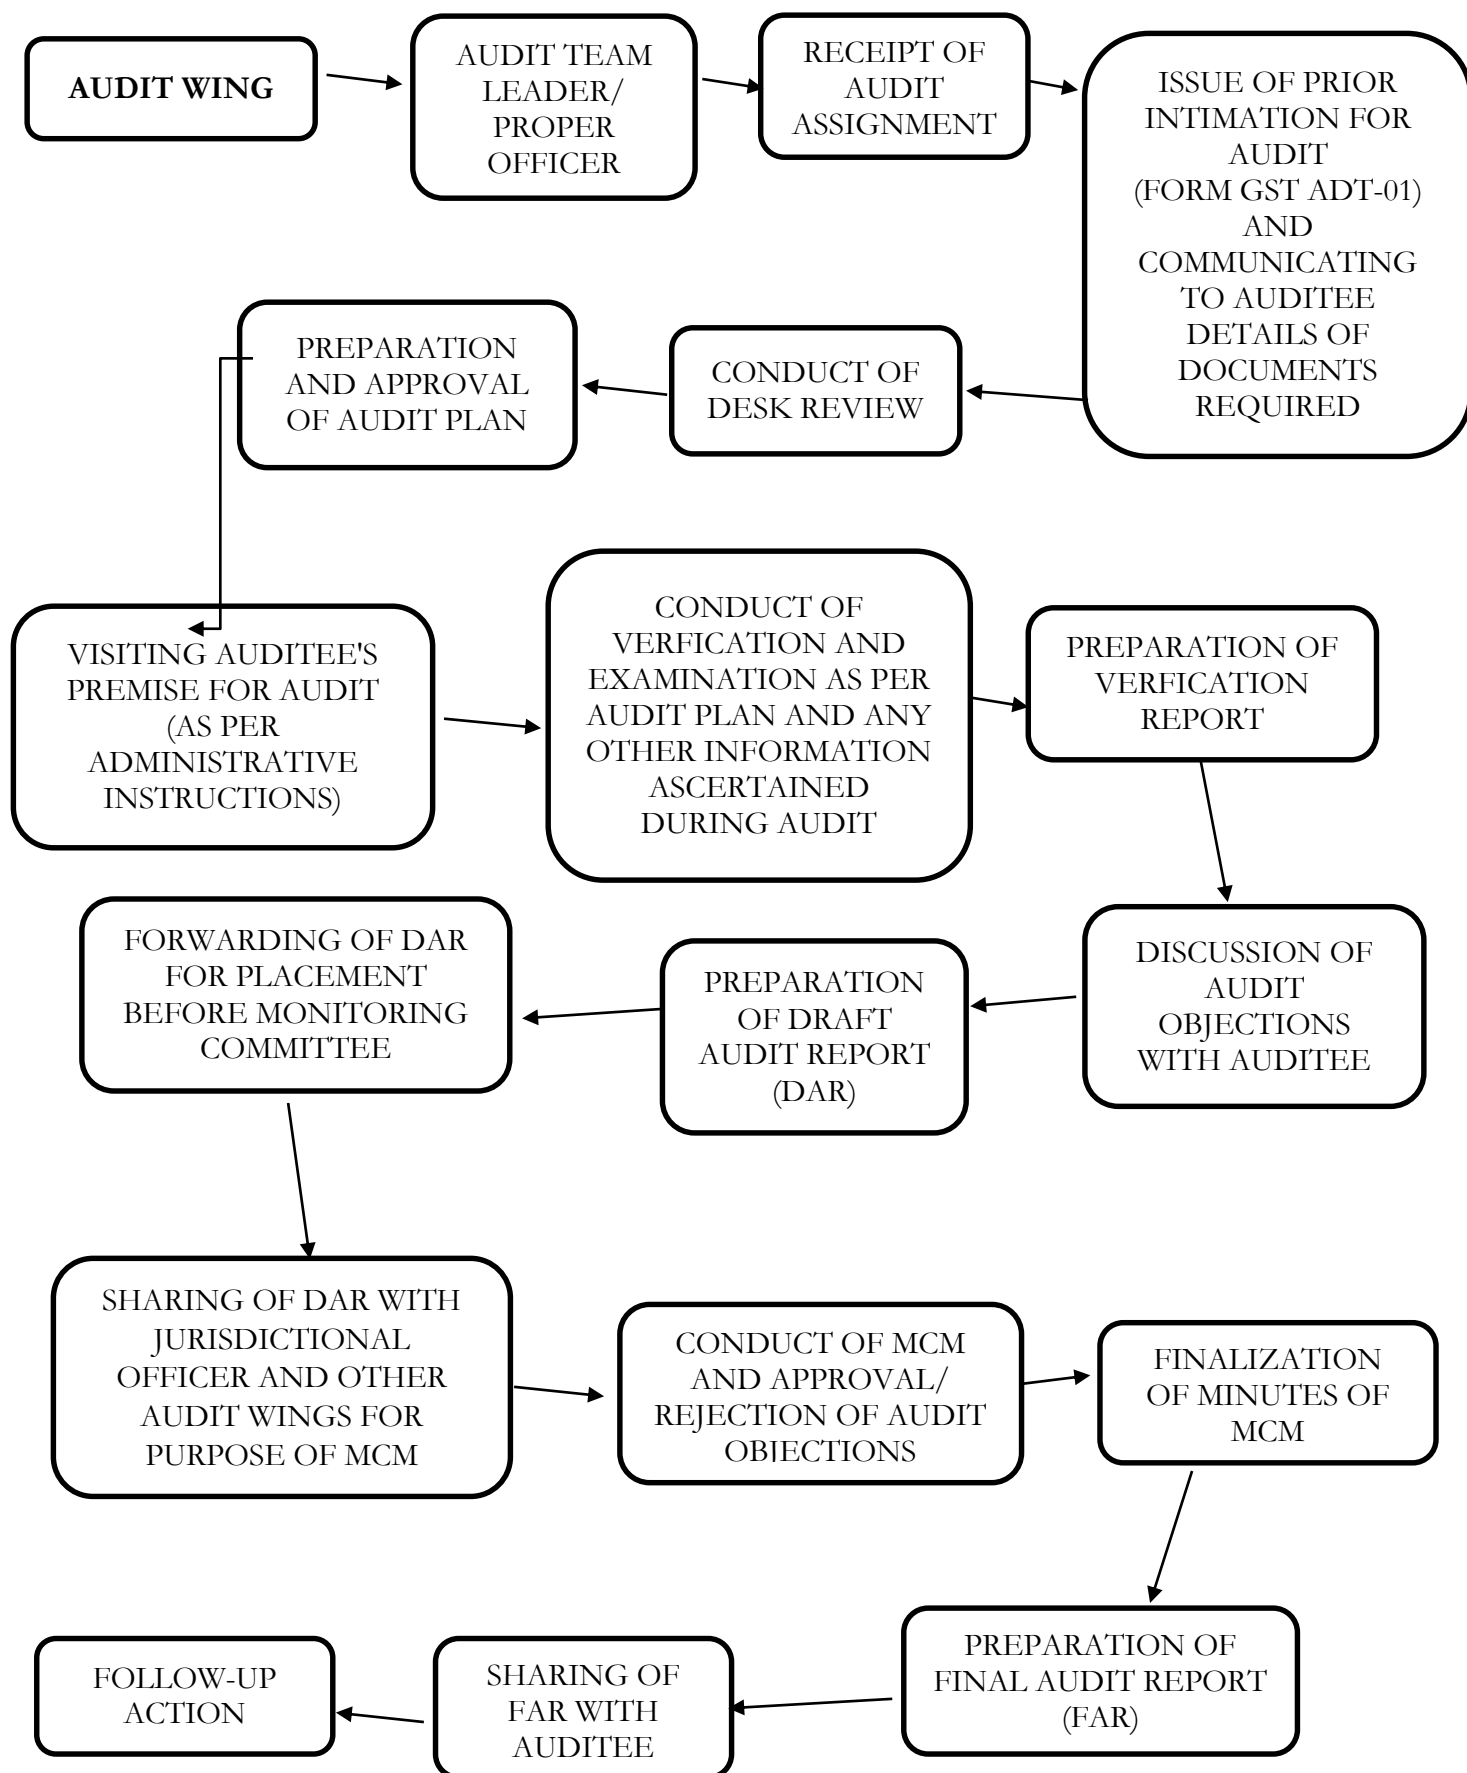 AUDIT WING
AUDIT TEAM
LEADER/
PROPER
OFFICER
RECEIPT OF
AUDIT
ASSIGNMENT
ISSUE OF PRIOR
INTIMATION FOR
AUDIT
(FORM GST ADT-01)
AND
COMMUNICATING
TO AUDITEE
DETAILS OF
DOCUMENTS
REQUIRED
CONDUCT OF
DESK REVIEW
PREPARATION
AND APPROVAL
OF AUDIT PLAN
VISITING AUDITEE'S
PREMISE FOR AUDIT
(AS PER
ADMINISTRATIVE
INSTRUCTIONS)
CONDUCT OF
VERFICATION AND
EXAMINATION AS PER
AUDIT PLAN AND ANY
OTHER INFORMATION
ASCERTAINED
DURING AUDIT
PREPARATION OF
VERFICATION
REPORT
DISCUSSION OF
AUDIT
OBJECTIONS
WITH AUDITEE
PREPARATION
OF DRAFT
AUDIT REPORT
(DAR)
FORWARDING OF DAR
FOR PLACEMENT
BEFORE MONITORING
COMMITTEE
SHARING OF DAR WITH
JURISDICTIONAL
OFFICER AND OTHER
AUDIT WINGS FOR
PURPOSE OF MCM
CONDUCT OF MCM
AND APPROVAL/
REJECTION OF AUDIT
OBJECTIONS
FINALIZATION
OF MINUTES OF
MCM
PREPARATION OF
FINAL AUDIT REPORT
(FAR)
SHARING OF
FAR WITH
AUDITEE
FOLLOW-UP
ACTION